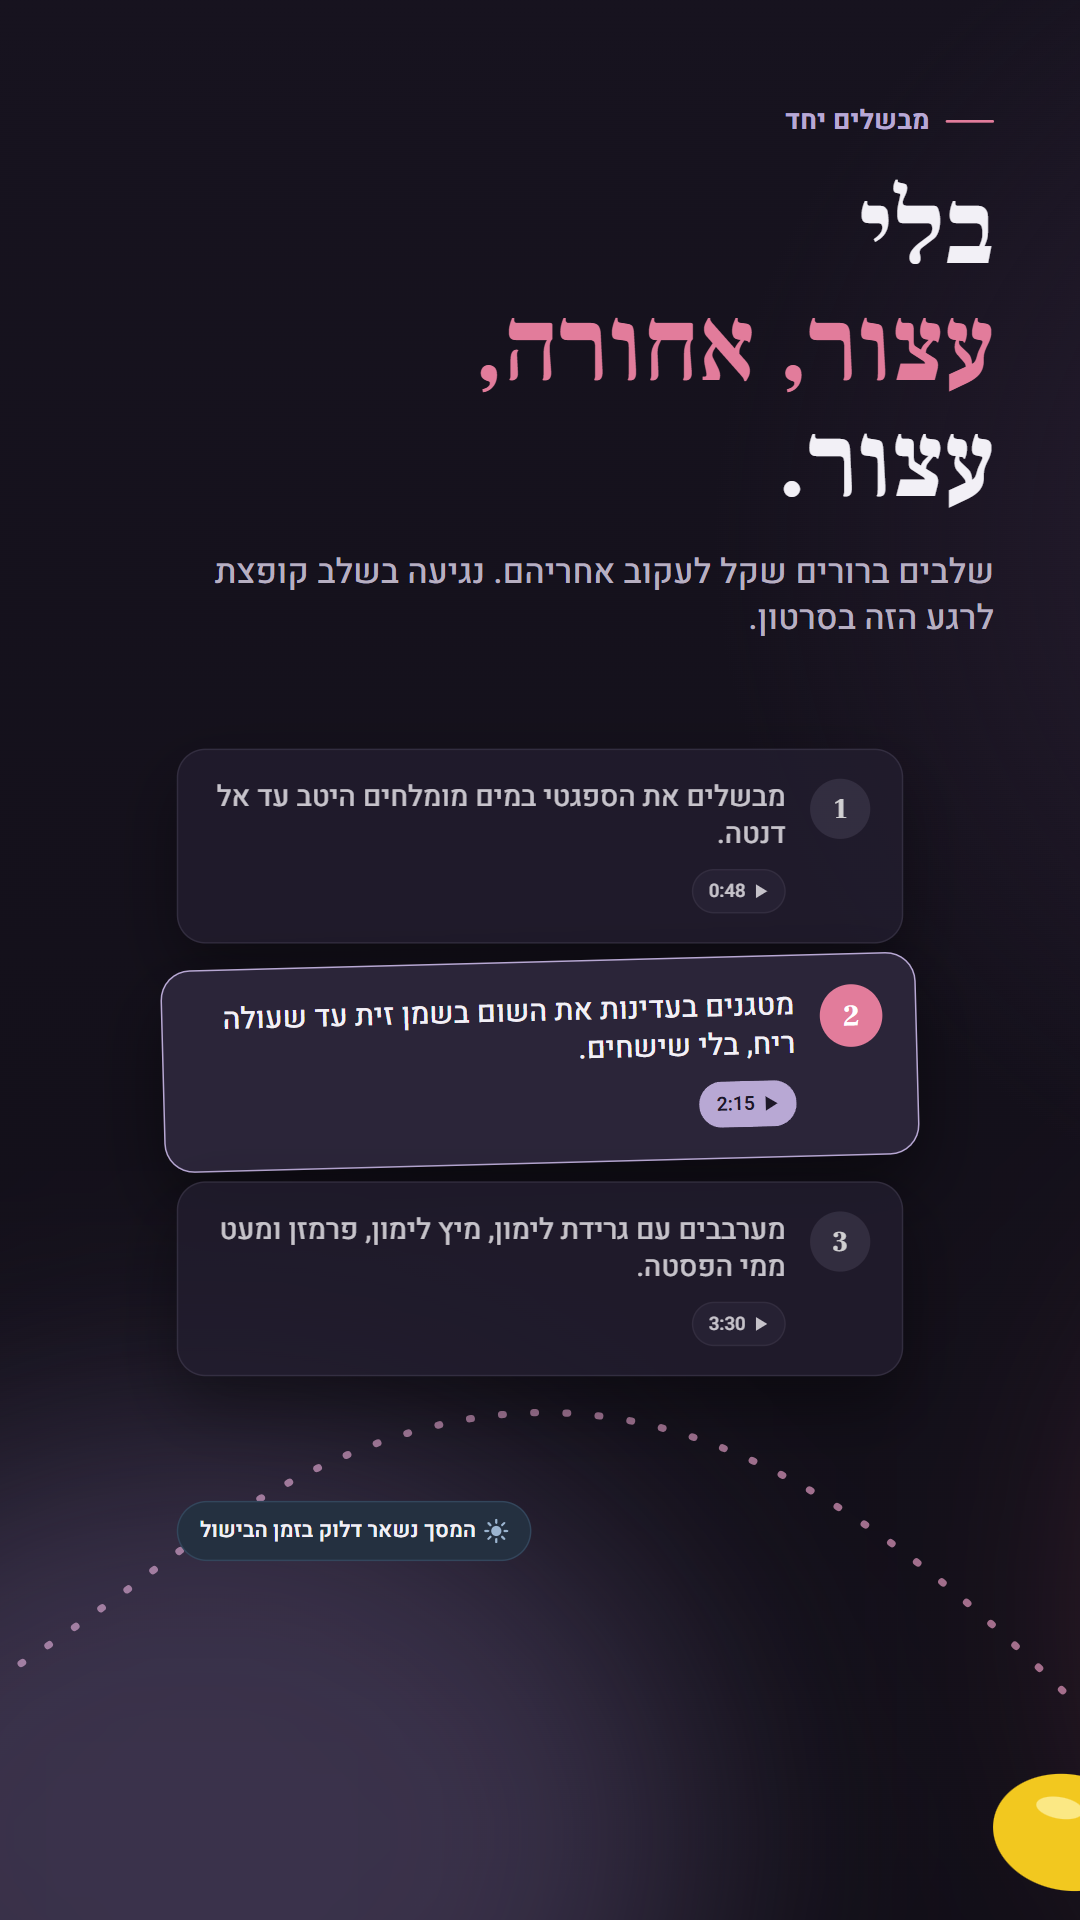 מבשלים יחד
בלי
עצור, אחורה,
עצור.
שלבים ברורים שקל לעקוב אחריהם. נגיעה בשלב קופצת
לרגע הזה בסרטון.
1
מבשלים את הספגטי במים מומלחים היטב עד אל
דנטה.
0:48
2
מטגנים בעדינות את השום בשמן זית עד שעולה
ריח, בלי שישחים.
2:15
3
מערבבים עם גרידת לימון, מיץ לימון, פרמזן ומעט
ממי הפסטה.
3:30
המסך נשאר דלוק בזמן הבישול